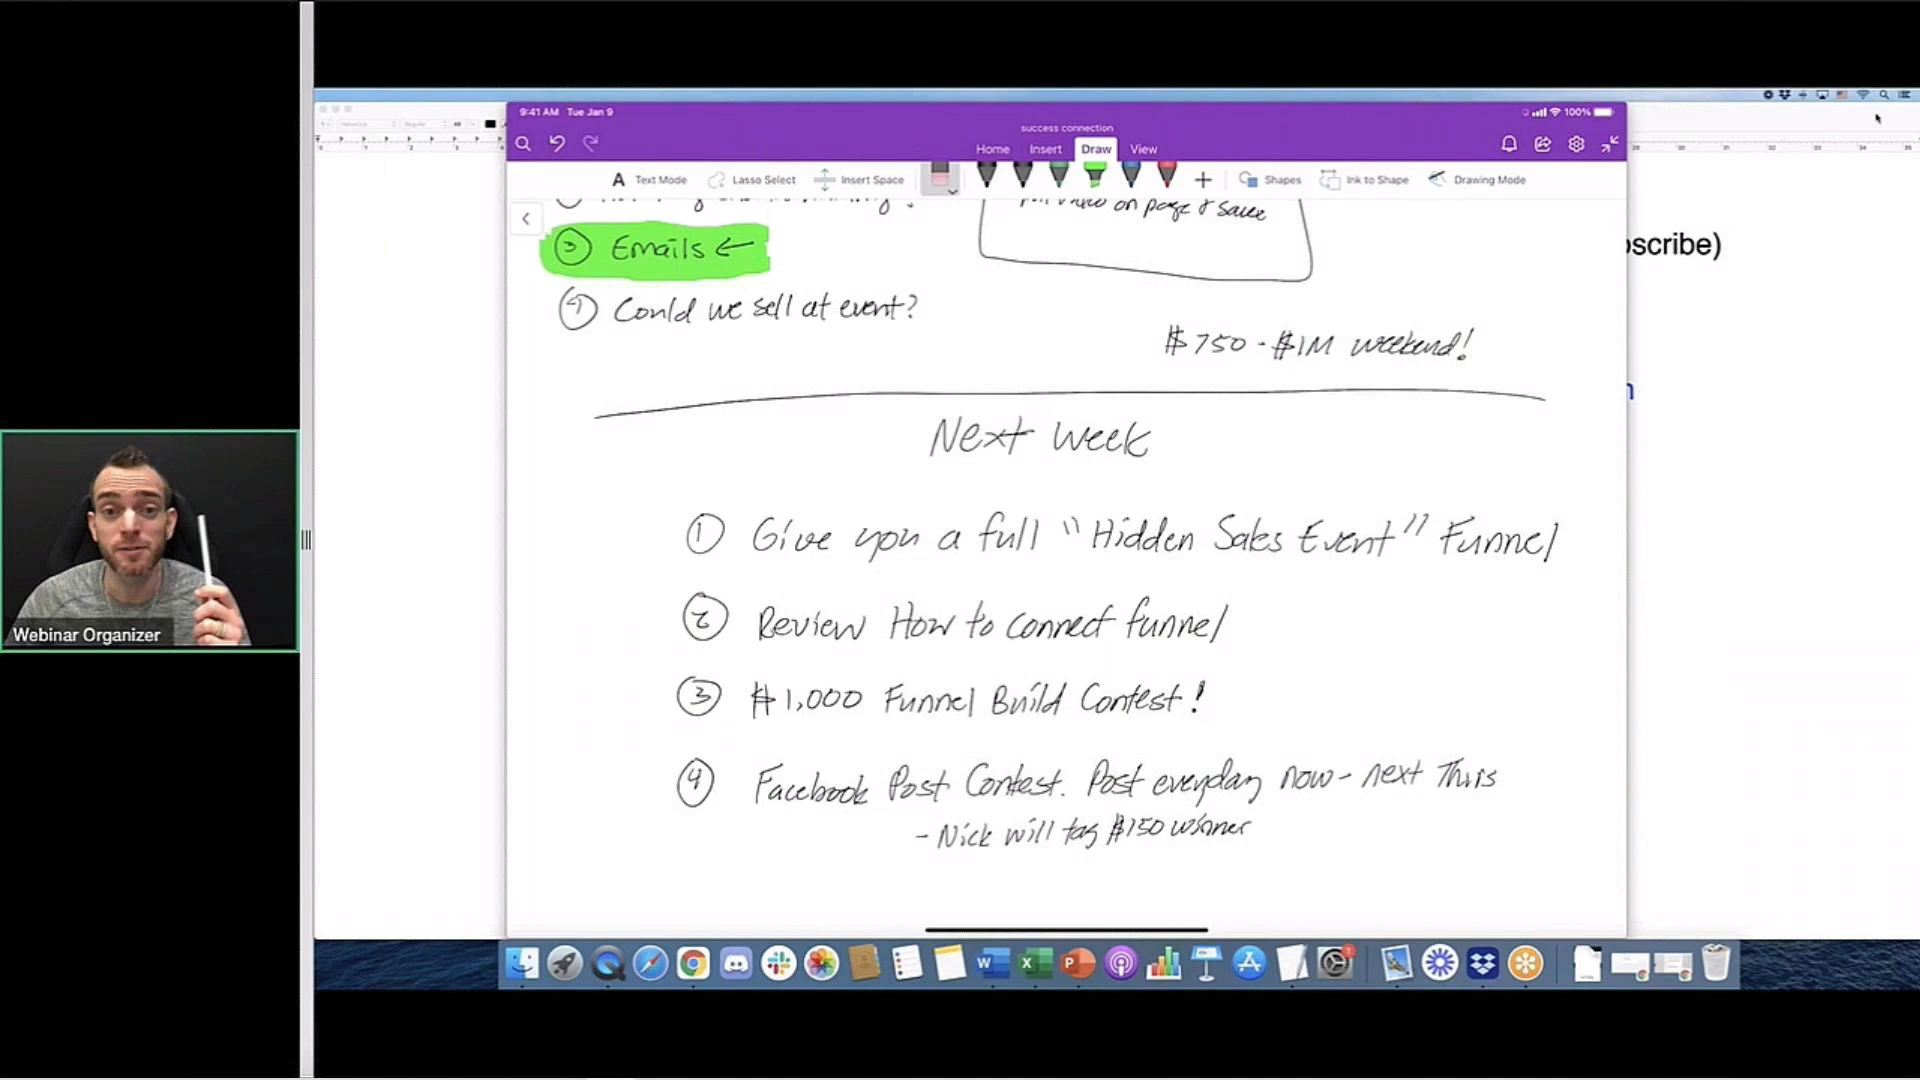 9:41 AM Tue Jan 9
100%
success connection
Home Insert Draw View
Text Mode Lasso Select Insert Space Shapes Ink to Shape Drawing Mode
video on page &
③ Emails ←
④ Could we sell at event?
$750 - $1M weekend!
Next Week
① Give you a full "Hidden Sales Event" Funnel
② Review How to connect funnel
③ $1,000 Funnel Build Contest!
④ Facebook Post Contest. Post everyday now - next Thurs
- Nick will tag $150 winner
scribe)
Webinar Organizer